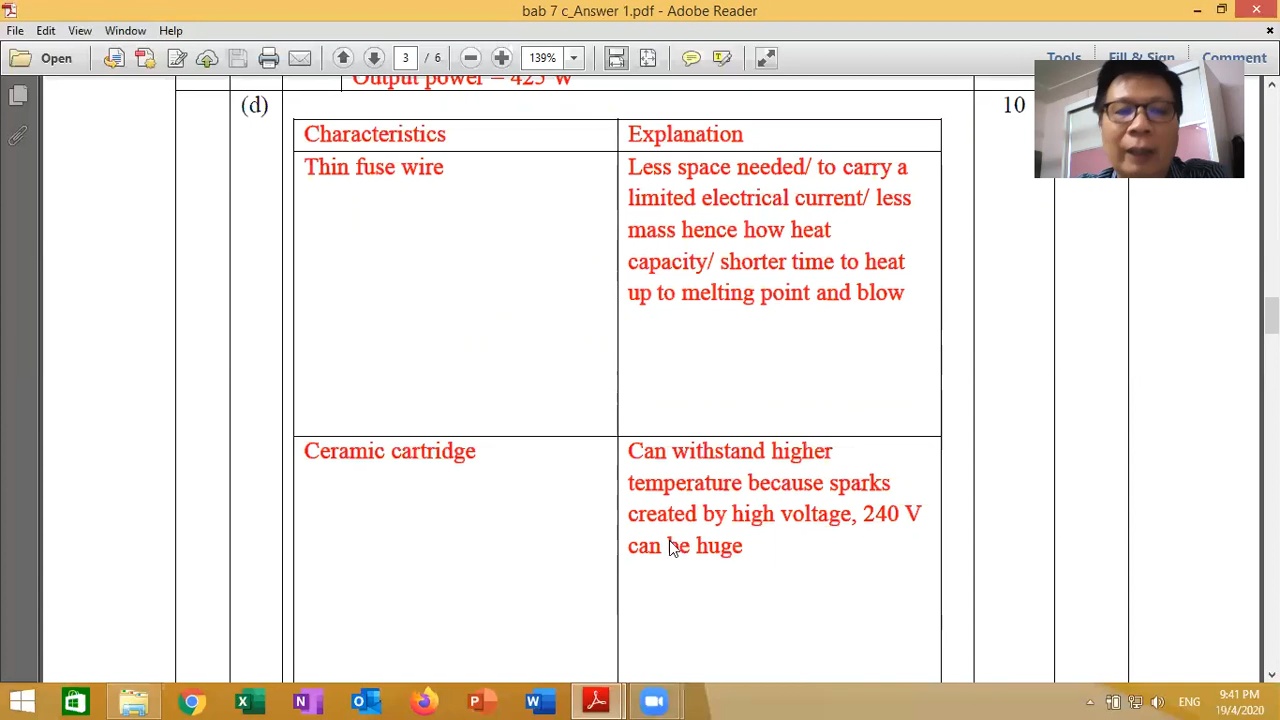 bab 7 c_Answer 1.pdf - Adobe Reader
File Edit View Window Help
Open 3 / 6 139% Tools Fill & Sign Comment
Output power = 425 W
(d) 10
Characteristics Explanation
Thin fuse wire Less space needed/ to carry a
limited electrical current/ less
mass hence how heat
capacity/ shorter time to heat
up to melting point and blow
Ceramic cartridge Can withstand higher
temperature because sparks
created by high voltage, 240 V
can be huge
ENG 9:41 PM
19/4/2020